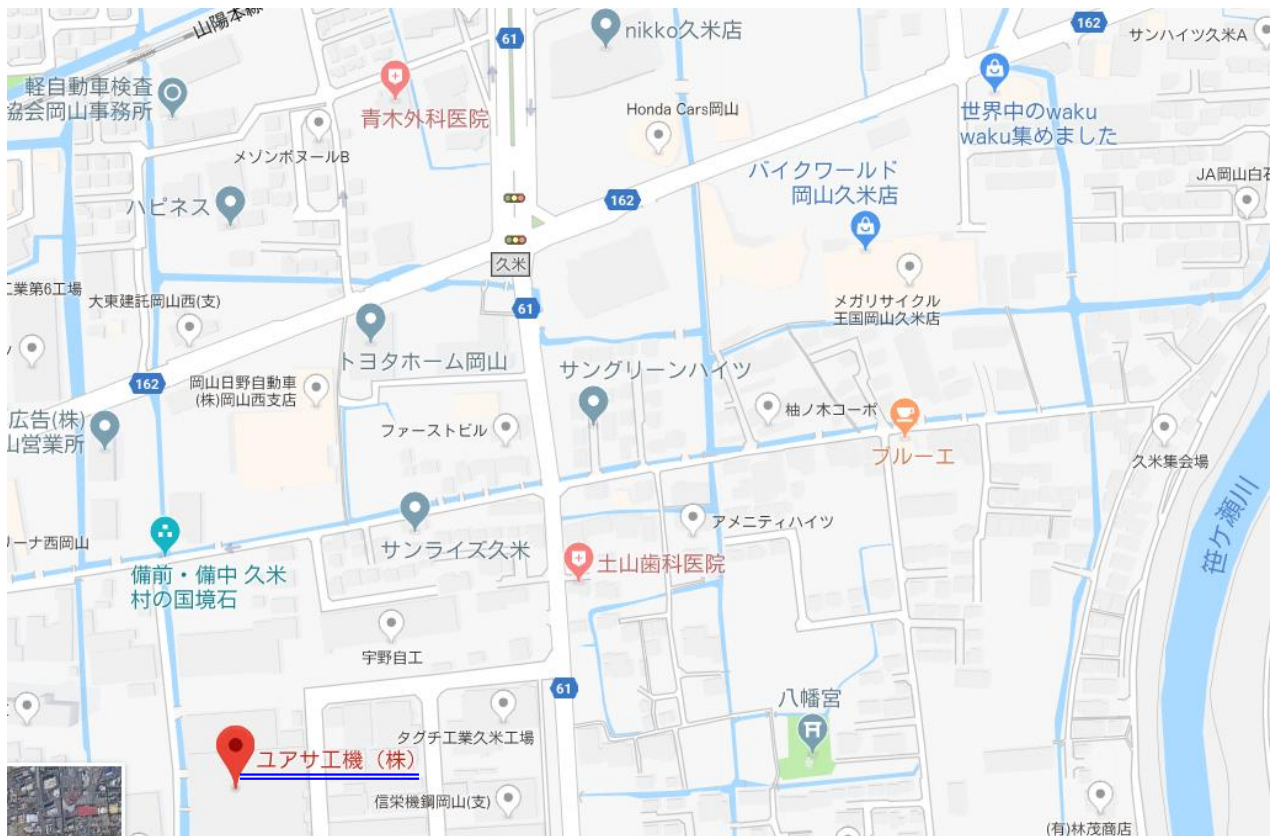 山陽本線
61
162
nikko久米店
サンハイツ久米A
軽自動車検査
協会岡山事務所
青木外科医院
Honda Cars岡山
世界中のwaku
waku集めました
メゾンボヌールB
バイクワールド
岡山久米店
JA岡山白石
ハピネス
162
久米
工業第6工場
大東建託岡山西(支)
61
メガリサイクル
王国岡山久米店
トヨタホーム岡山
サングリーンハイツ
162
岡山日野自動車
(株)岡山西支店
柚ノ木コーポ
広告(株)
山営業所
ファーストビル
ブルーエ
久米集会場
笹ケ瀬川
リーナ西岡山
サンライズ久米
アメニティハイツ
備前・備中 久米
村の国境石
土山歯科医院
宇野自工
61
八幡宮
タグチ工業久米工場
ユアサ工機（株）
信栄機鋼岡山(支)
(有)林茂商店